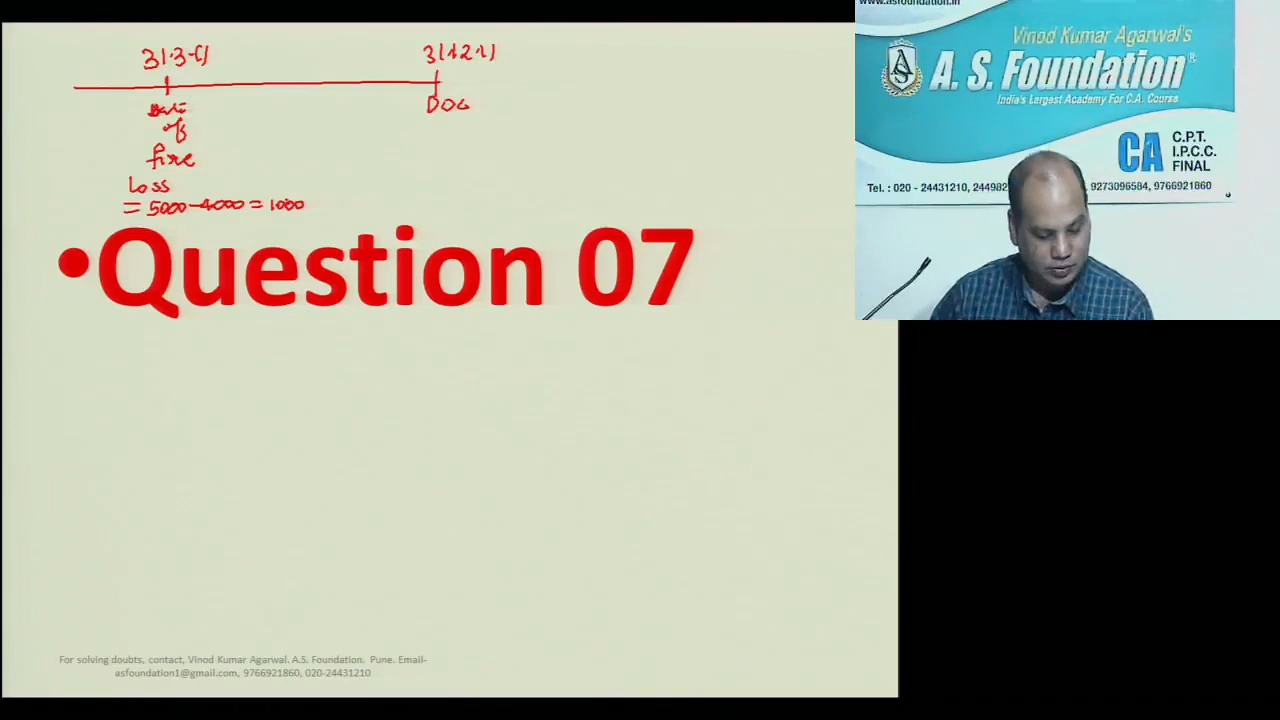 31.3.11 31.12.11
Date DOC
of
fire
Loss
= 5000-4000 = 1000
•Question 07
For solving doubts, contact, Vinod Kumar Agarwal. A.S. Foundation. Pune. Email-
asfoundation1@gmail.com, 9766921860, 020-24431210
www.asfoundation.in
Vinod Kumar Agarwal's
A. S. Foundation®
India's Largest Academy For C.A. Course
CA C.P.T.
I.P.C.C.
FINAL
Tel. : 020 - 24431210, 244982 9273096584, 9766921860